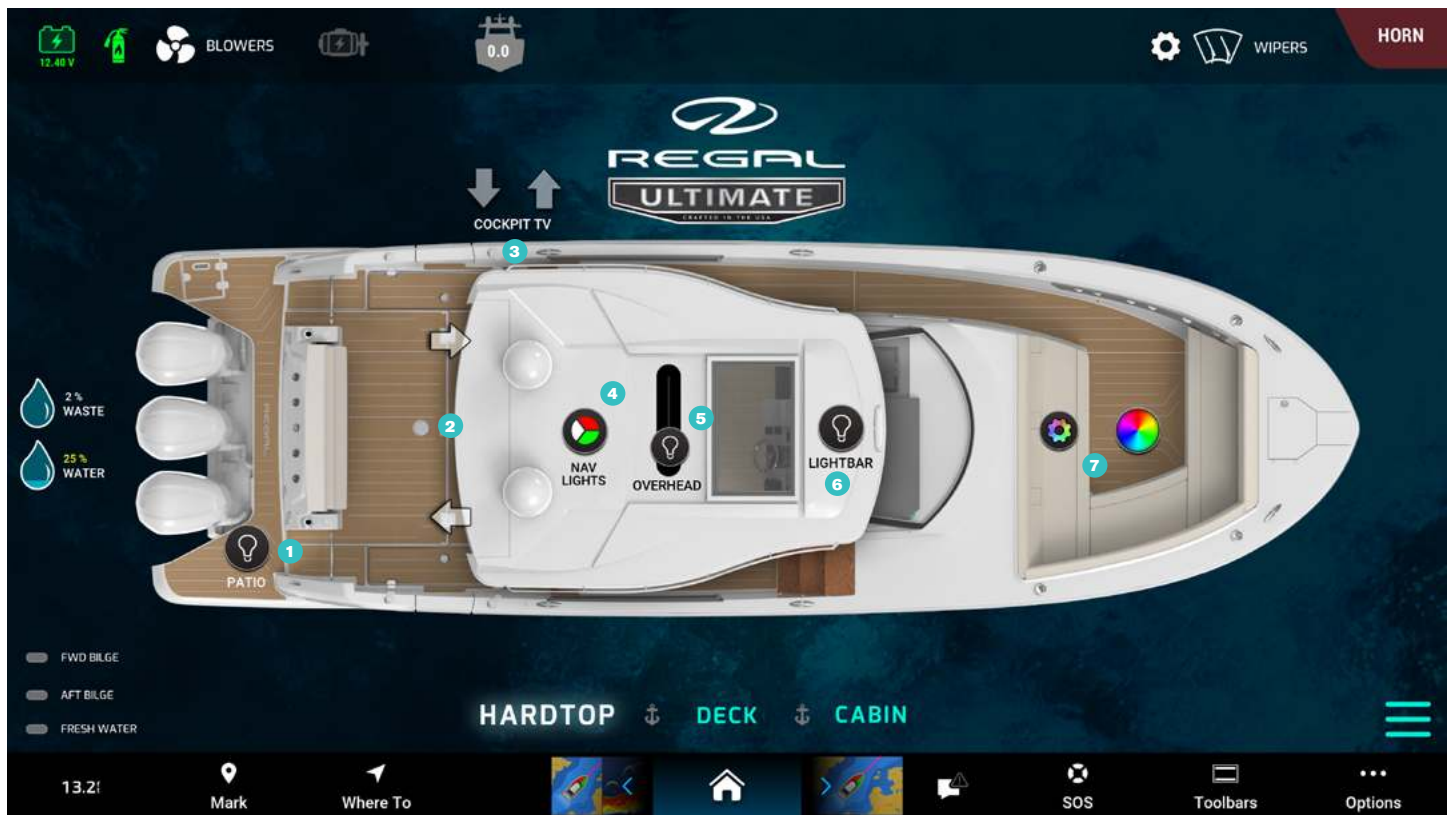 12.40 V
BLOWERS
0.0
WIPERS
HORN
REGAL
ULTIMATE
CRAFTED IN THE USA
COCKPIT TV
3
2 %
WASTE
25 %
WATER
2
4
5
NAV
LIGHTS
OVERHEAD
LIGHTBAR
6
7
1
PATIO
FWD BILGE
AFT BILGE
FRESH WATER
HARDTOP
DECK
CABIN
13.2
Mark
Where To
SOS
Toolbars
Options